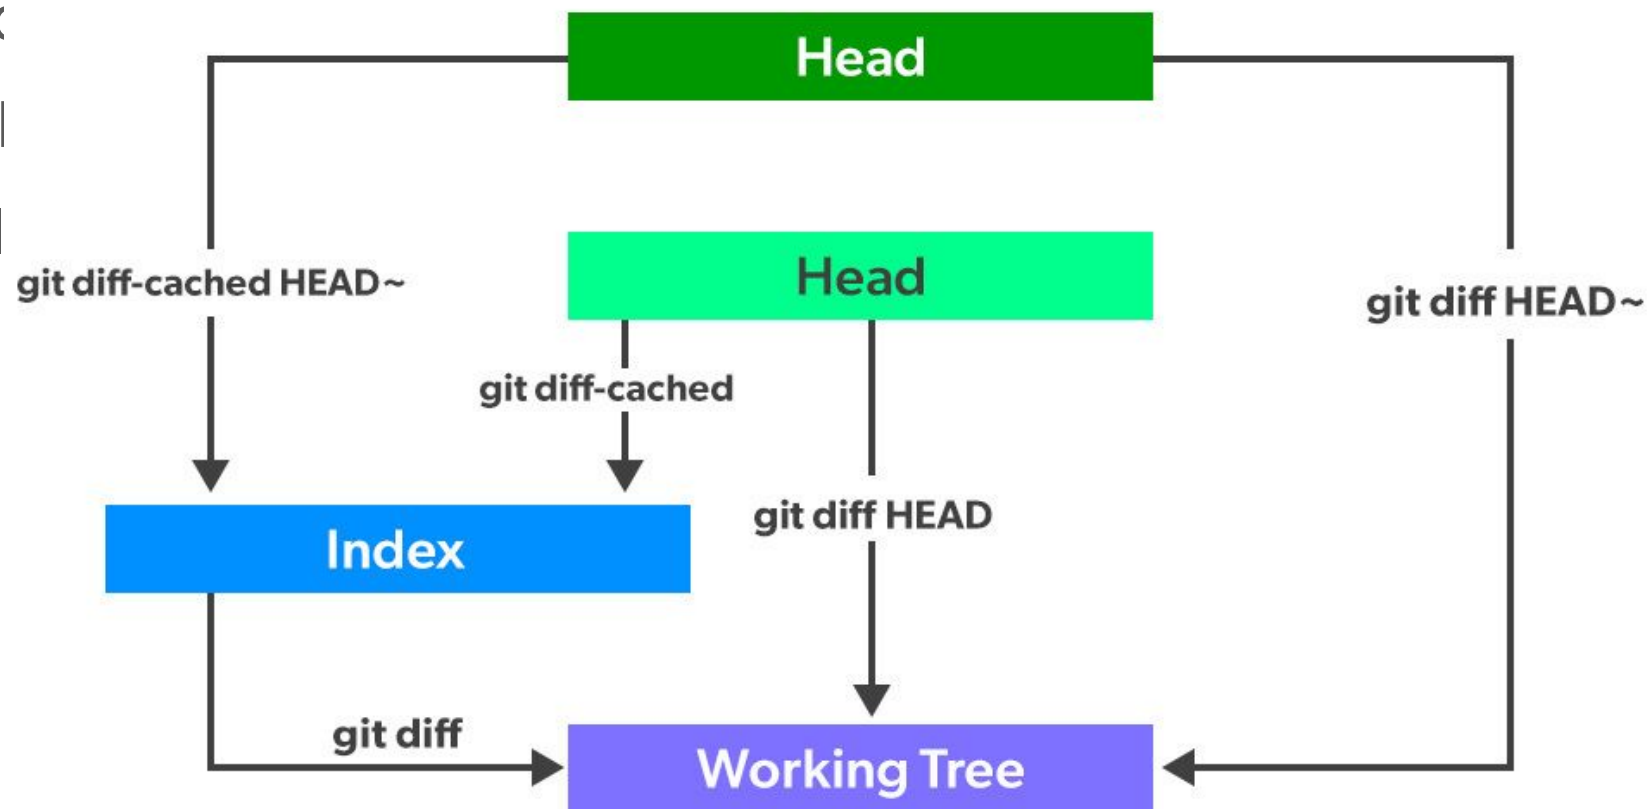 Head
git diff-cached HEAD~
Head
git diff HEAD~
git diff-cached
git diff HEAD
Index
git diff
Working Tree